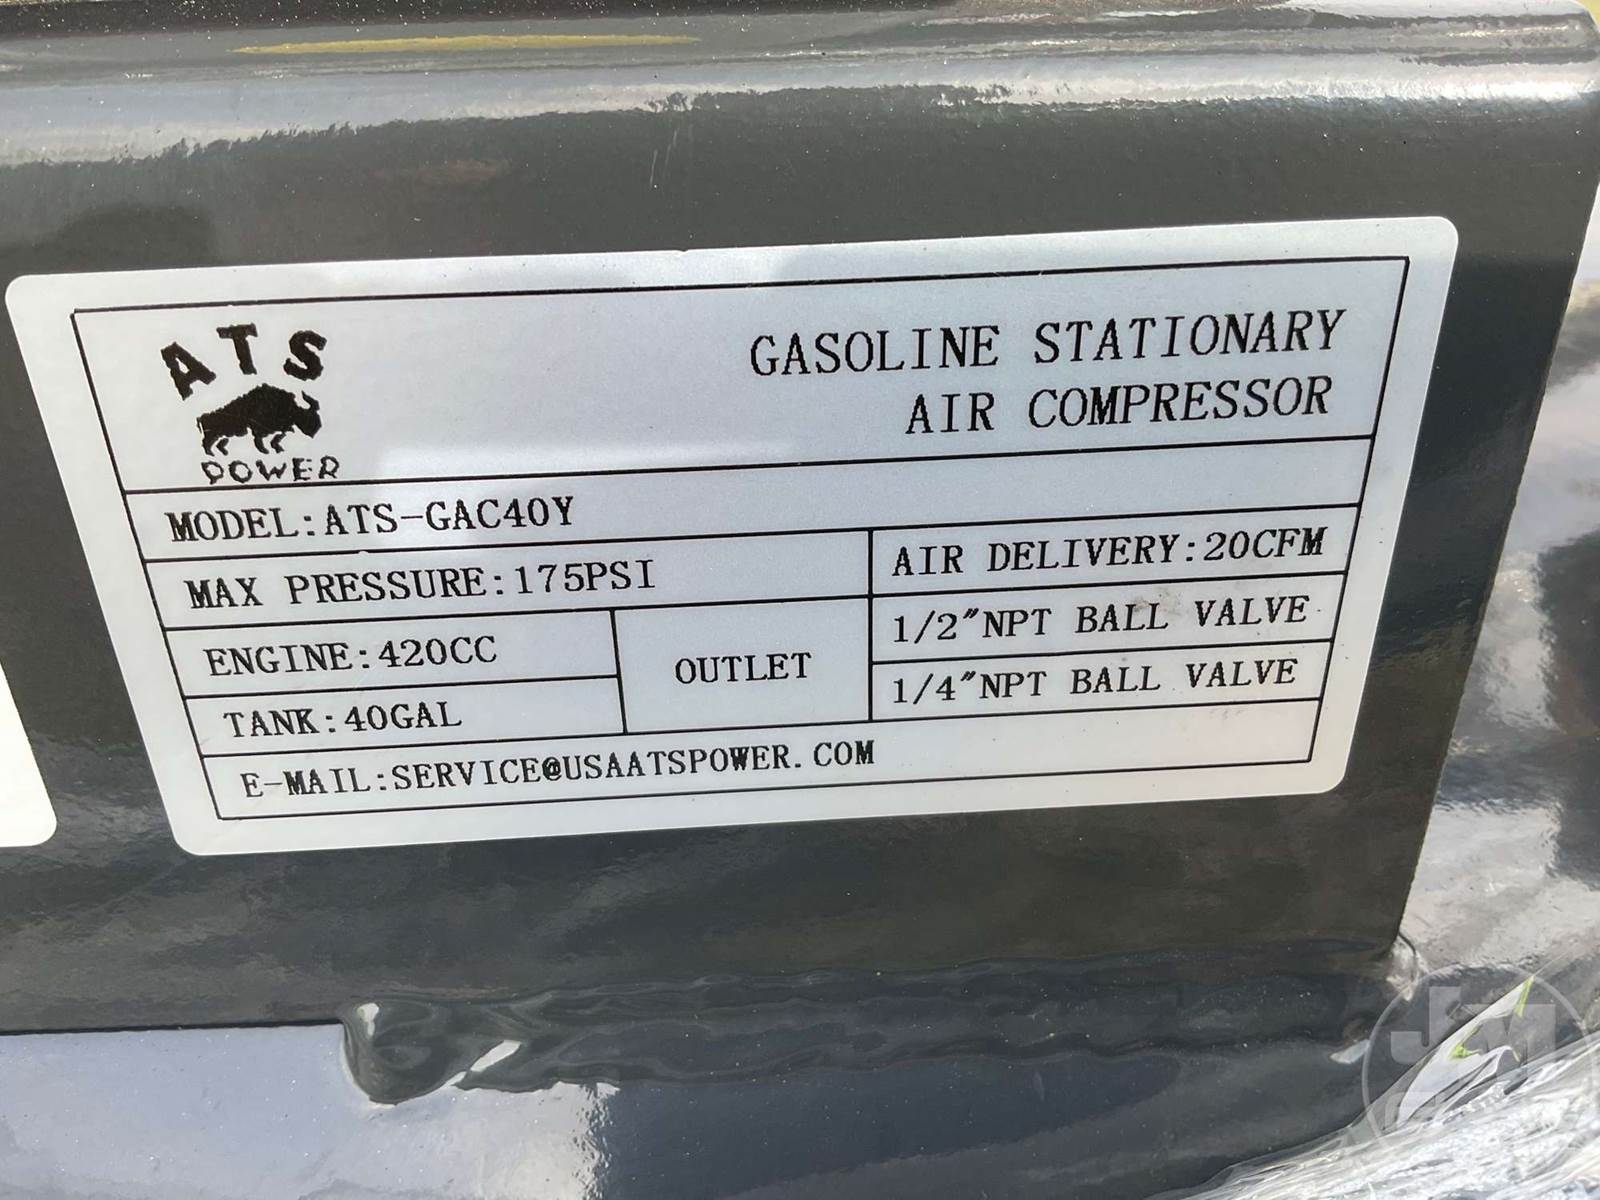 ATS
POWER
GASOLINE STATIONARY
AIR COMPRESSOR
MODEL:ATS-GAC40Y
MAX PRESSURE:175PSI
AIR DELIVERY:20CFM
ENGINE:420CC
TANK:40GAL
OUTLET
1/2"NPT BALL VALVE
1/4"NPT BALL VALVE
E-MAIL:SERVICE@USAATSPOWER.COM
JM